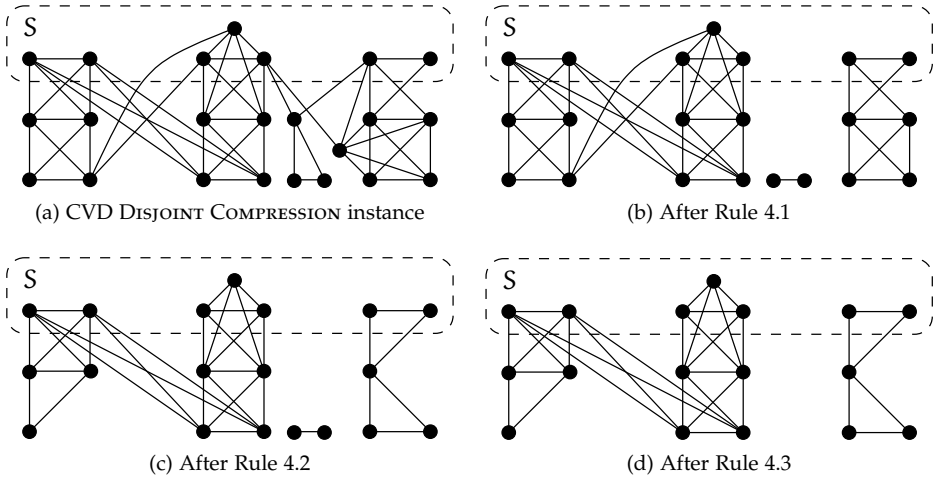 S
S
(a) CVD Disjoint Compression instance
(b) After Rule 4.1
S
S
(c) After Rule 4.2
(d) After Rule 4.3